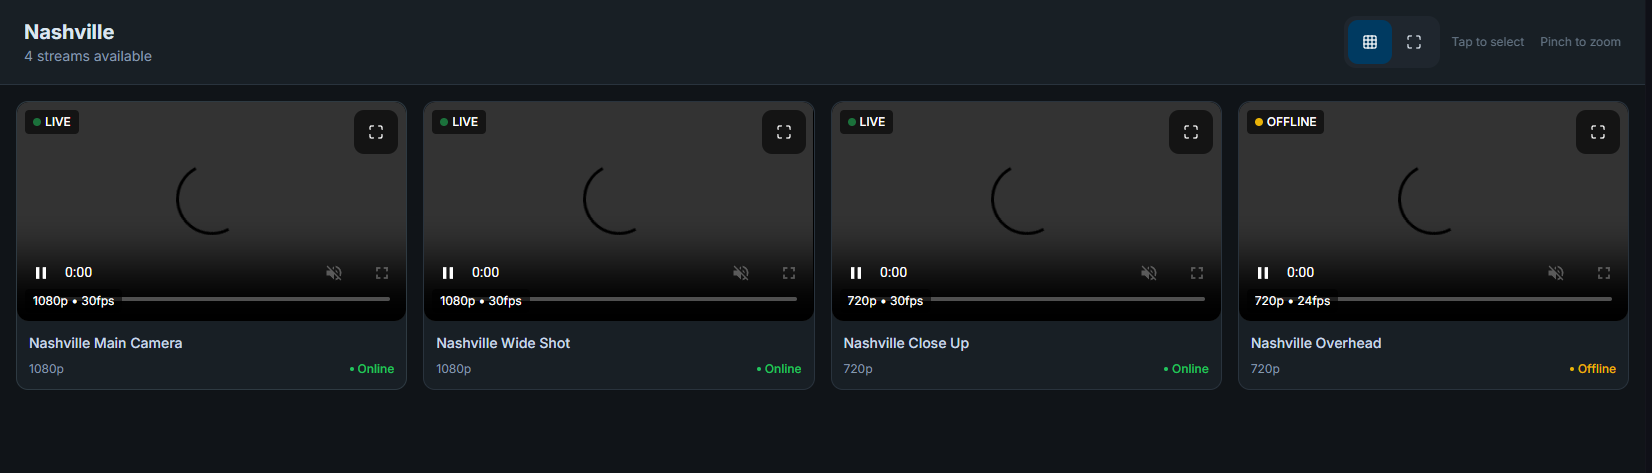 Nashville
4 streams available
Tap to select
Pinch to zoom
LIVE
0:00
1080p • 30fps
Nashville Main Camera
1080p
• Online
LIVE
0:00
1080p • 30fps
Nashville Wide Shot
1080p
• Online
LIVE
0:00
720p • 30fps
Nashville Close Up
720p
• Online
OFFLINE
0:00
720p • 24fps
Nashville Overhead
720p
• Offline